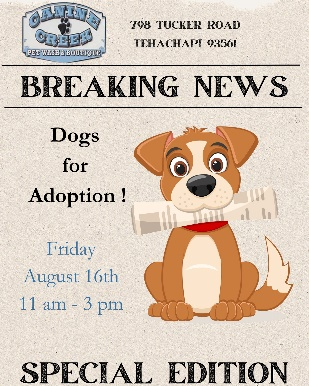 CANINE
CREEK
PET WASH & BOUTIQUE
798 TUCKER ROAD
TEHACHAPI 93561
BREAKING NEWS
Dogs
for
Adoption !
Friday
August 16th
11 am - 3 pm
SPECIAL EDITION